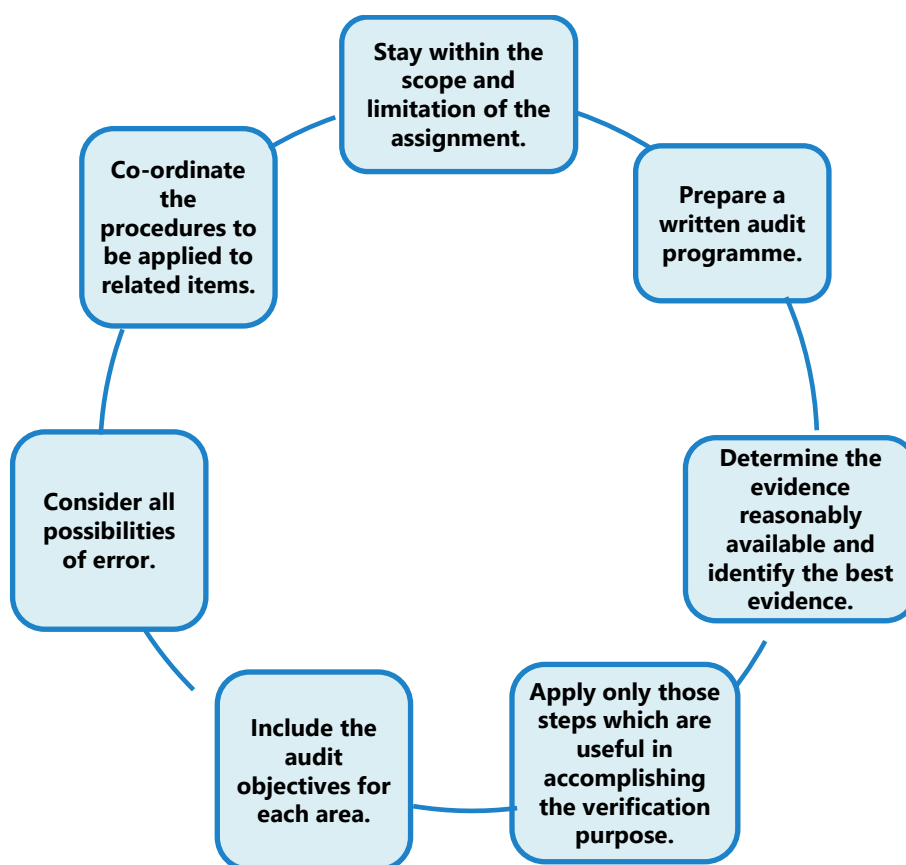 Stay within the
scope and
limitation of the
assignment.
Prepare a
written audit
programme.
Determine the
evidence
reasonably
available and
identify the best
evidence.
Apply only those
steps which are
useful in
accomplishing
the verification
purpose.
Include the
audit
objectives for
each area.
Consider all
possibilities
of error.
Co-ordinate
the
procedures to
be applied to
related items.